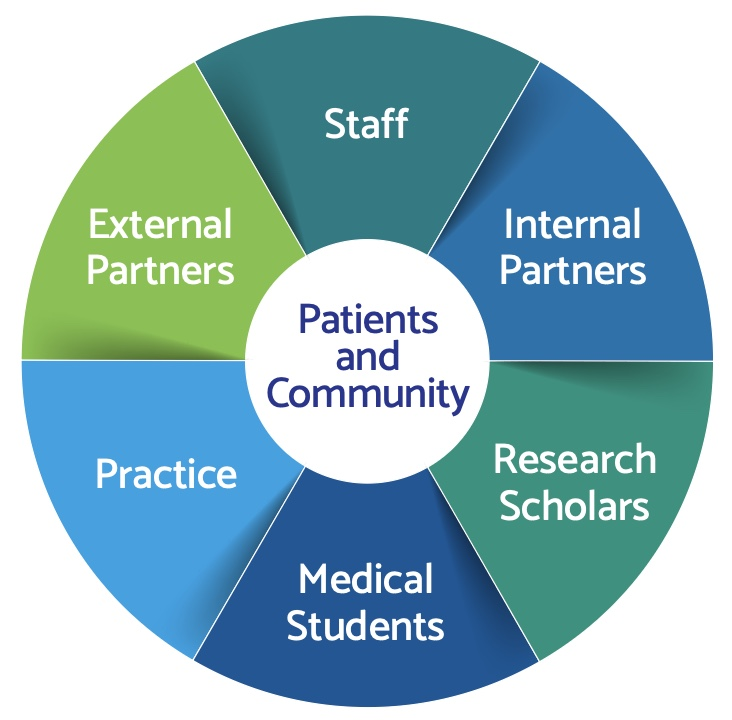 Staff
Internal
Partners
Research
Scholars
Medical
Students
Practice
External
Partners
Patients
and
Community